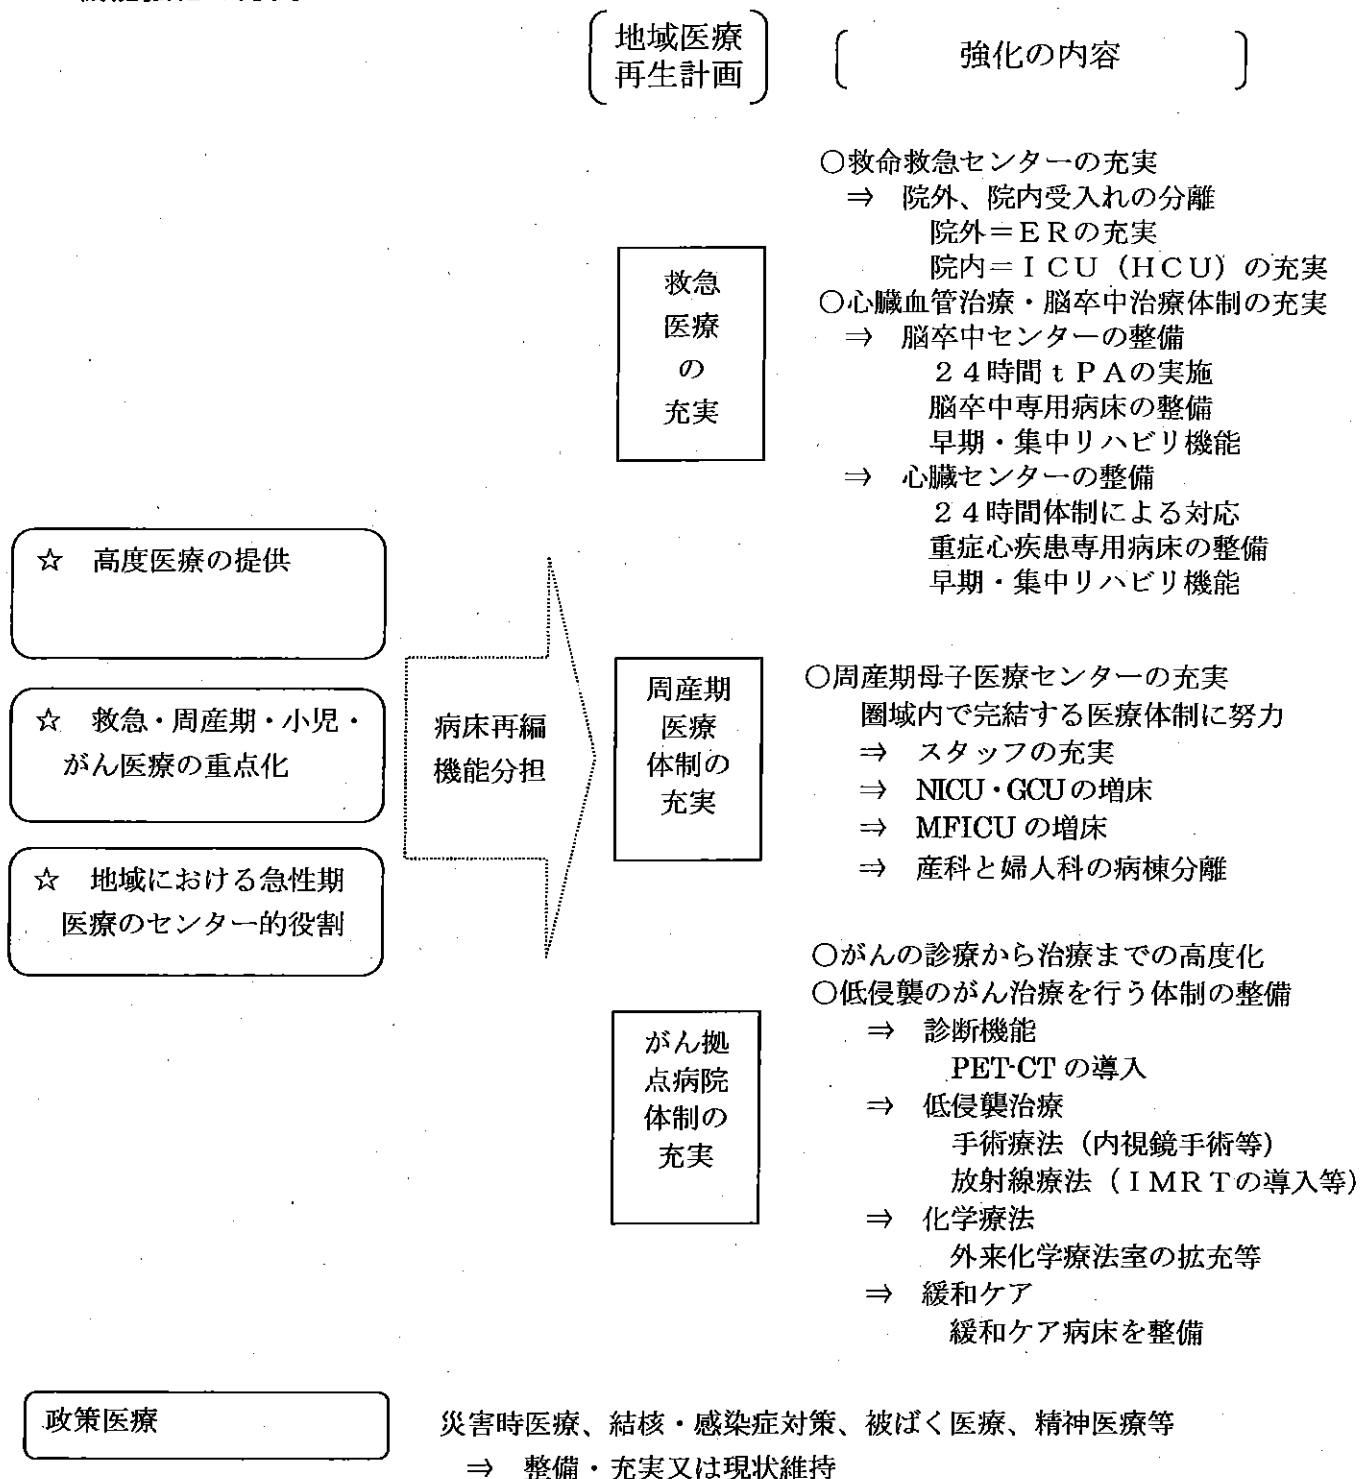 地域医療
再生計画
強化の内容
○救命救急センターの充実
⇒ 院外、院内受入れの分離
院外＝ＥＲの充実
院内＝ＩＣＵ（ＨＣＵ）の充実
○心臓血管治療・脳卒中治療体制の充実
⇒ 脳卒中センターの整備
２４時間ｔＰＡの実施
脳卒中専用病床の整備
早期・集中リハビリ機能
⇒ 心臓センターの整備
２４時間体制による対応
重症心疾患専用病床の整備
早期・集中リハビリ機能
救急
医療
の
充実
☆ 高度医療の提供
☆ 救急・周産期・小児・
がん医療の重点化
☆ 地域における急性期
医療のセンター的役割
病床再編
機能分担
周産期
医療
体制の
充実
○周産期母子医療センターの充実
圏域内で完結する医療体制に努力
⇒ スタッフの充実
⇒ NICU・GCUの増床
⇒ MFICUの増床
⇒ 産科と婦人科の病棟分離
がん拠
点病院
体制の
充実
○がんの診療から治療までの高度化
○低侵襲のがん治療を行う体制の整備
⇒ 診断機能
PET-CTの導入
⇒ 低侵襲治療
手術療法（内視鏡手術等）
放射線療法（ＩＭＲＴの導入等）
⇒ 化学療法
外来化学療法室の拡充等
⇒ 緩和ケア
緩和ケア病床を整備
政策医療
災害時医療、結核・感染症対策、被ばく医療、精神医療等
⇒ 整備・充実又は現状維持